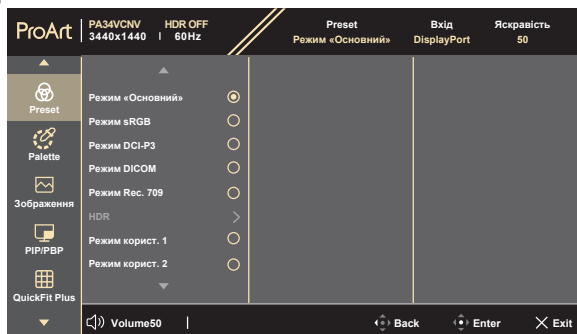 ProArt
PA34VCNV HDR OFF
3440x1440 | 60Hz
Preset
Режим «Основний»
Вхід
DisplayPort
Яскравість
50
Preset
Palette
Зображення
PIP/PBP
QuickFit Plus
Режим «Основний»
Режим sRGB
Режим DCI-P3
Режим DICOM
Режим Rec. 709
HDR
Режим корист. 1
Режим корист. 2
Volume50 |
Back
Enter
Exit